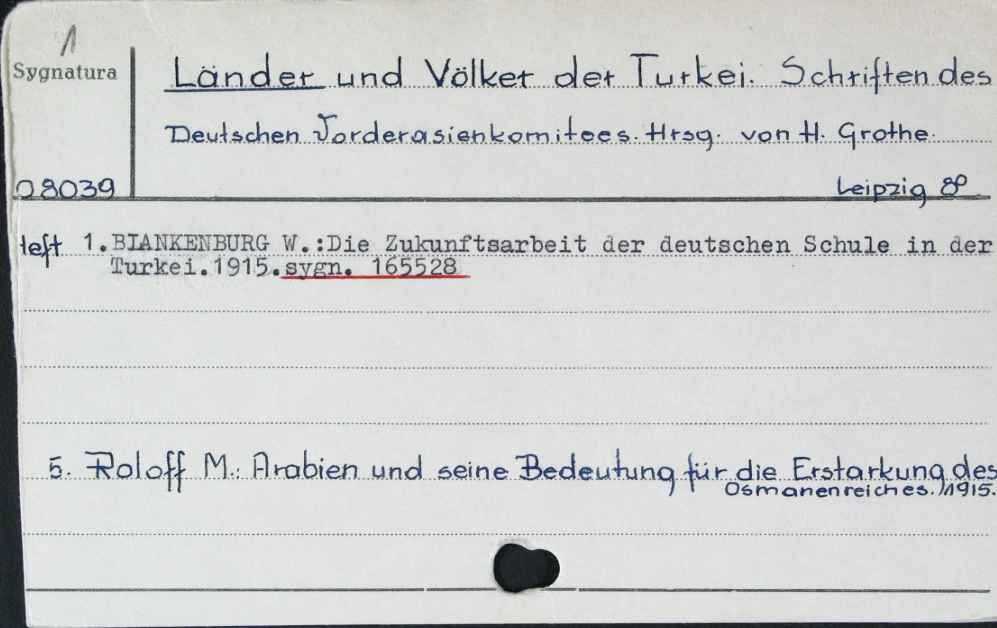 1
Sygnatura
Länder und Völker der Turkei. Schriften des
Deutschen Vorderasienkomitees. Hrsg. von H. Grothe.
08039
Leipzig 8°
Heft 1. BIANKENBURG W.:Die Zukunftsarbeit der deutschen Schule in der
Turkei.1915.sygn. 165528
5. Roloff M.: Arabien und seine Bedeutung für die Erstarkung des
Osmanenreiches. 1915.